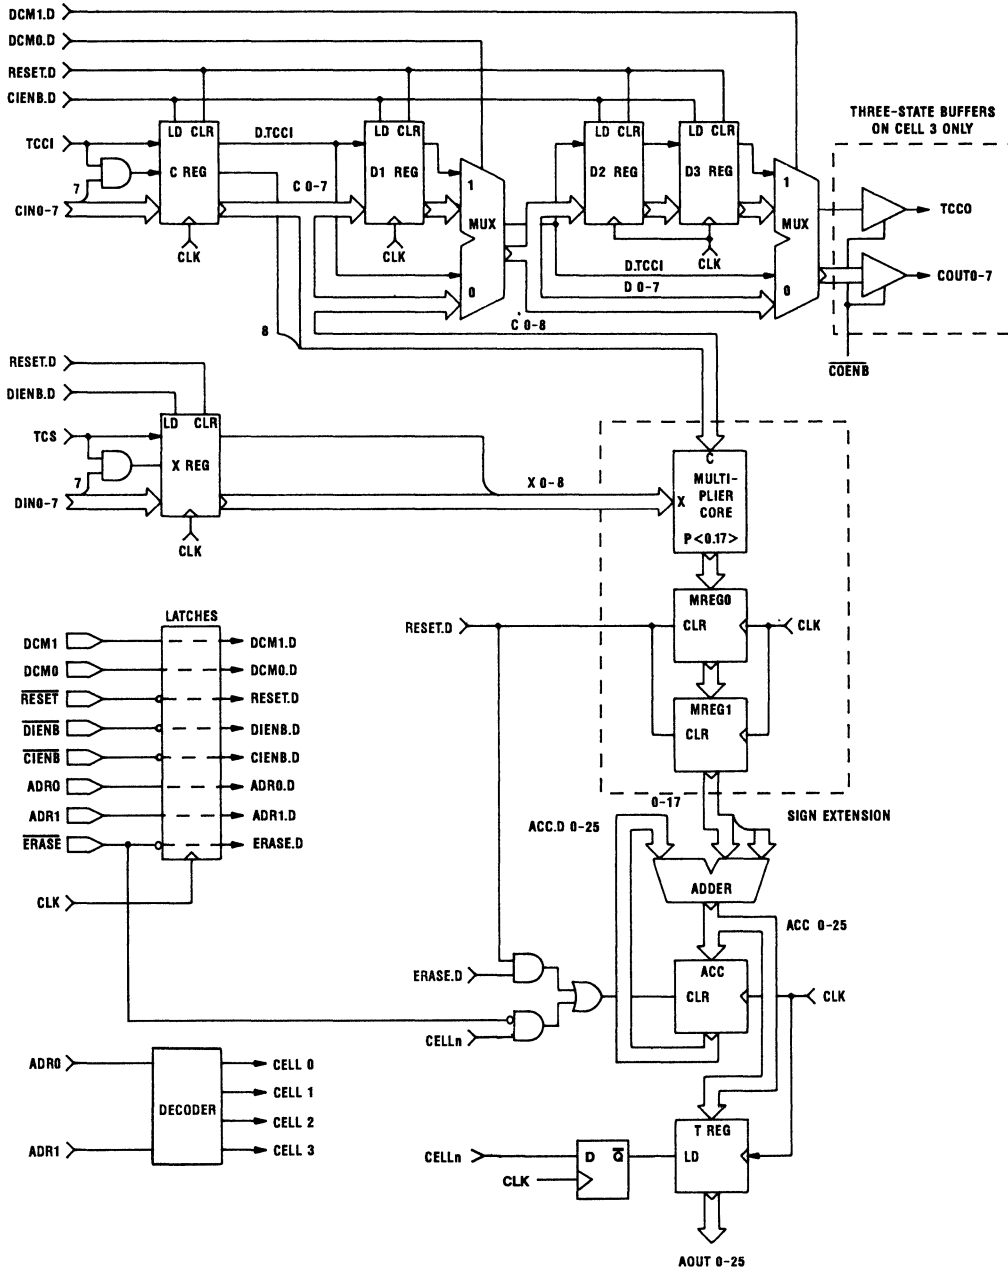 DCM1.D
DCM0.D
RESET.D
CIENB.D
THREE-STATE BUFFERS
ON CELL 3 ONLY
LD CLR
D.TCCI
LD CLR
LD CLR
LD CLR
TCCI
C REG
D1 REG
1
D2 REG
D3 REG
1
7
C 0-7
CIN0-7
MUX
MUX
TCCO
CLK
CLK
CLK
D.TCCI
COUT0-7
0
D 0-7
0
8
C 0-8
RESET.D
COENB
DIENB.D
LD CLR
TCS
X REG
C
MULTI-
PLIER
CORE
7
X 0-8
X
DIN0-7
P<0.17>
CLK
MREG0
LATCHES
RESET.D
CLR
CLK
DCM1
DCM1.D
DCM0
DCM0.D
RESET
RESET.D
MREG1
DIENB
DIENB.D
CLR
CIENB
CIENB.D
ADR0
ADR0.D
0-17
ADR1
ADR1.D
SIGN EXTENSION
ACC.D 0-25
ERASE
ERASE.D
ADDER
CLK
ACC 0-25
ACC
ERASE.D
CLR
CLK
CELLn
ADR0
CELL 0
CELL 1
DECODER
CELL 2
T REG
ADR1
CELL 3
CELLn
D Q
LD
CLK
AOUT 0-25